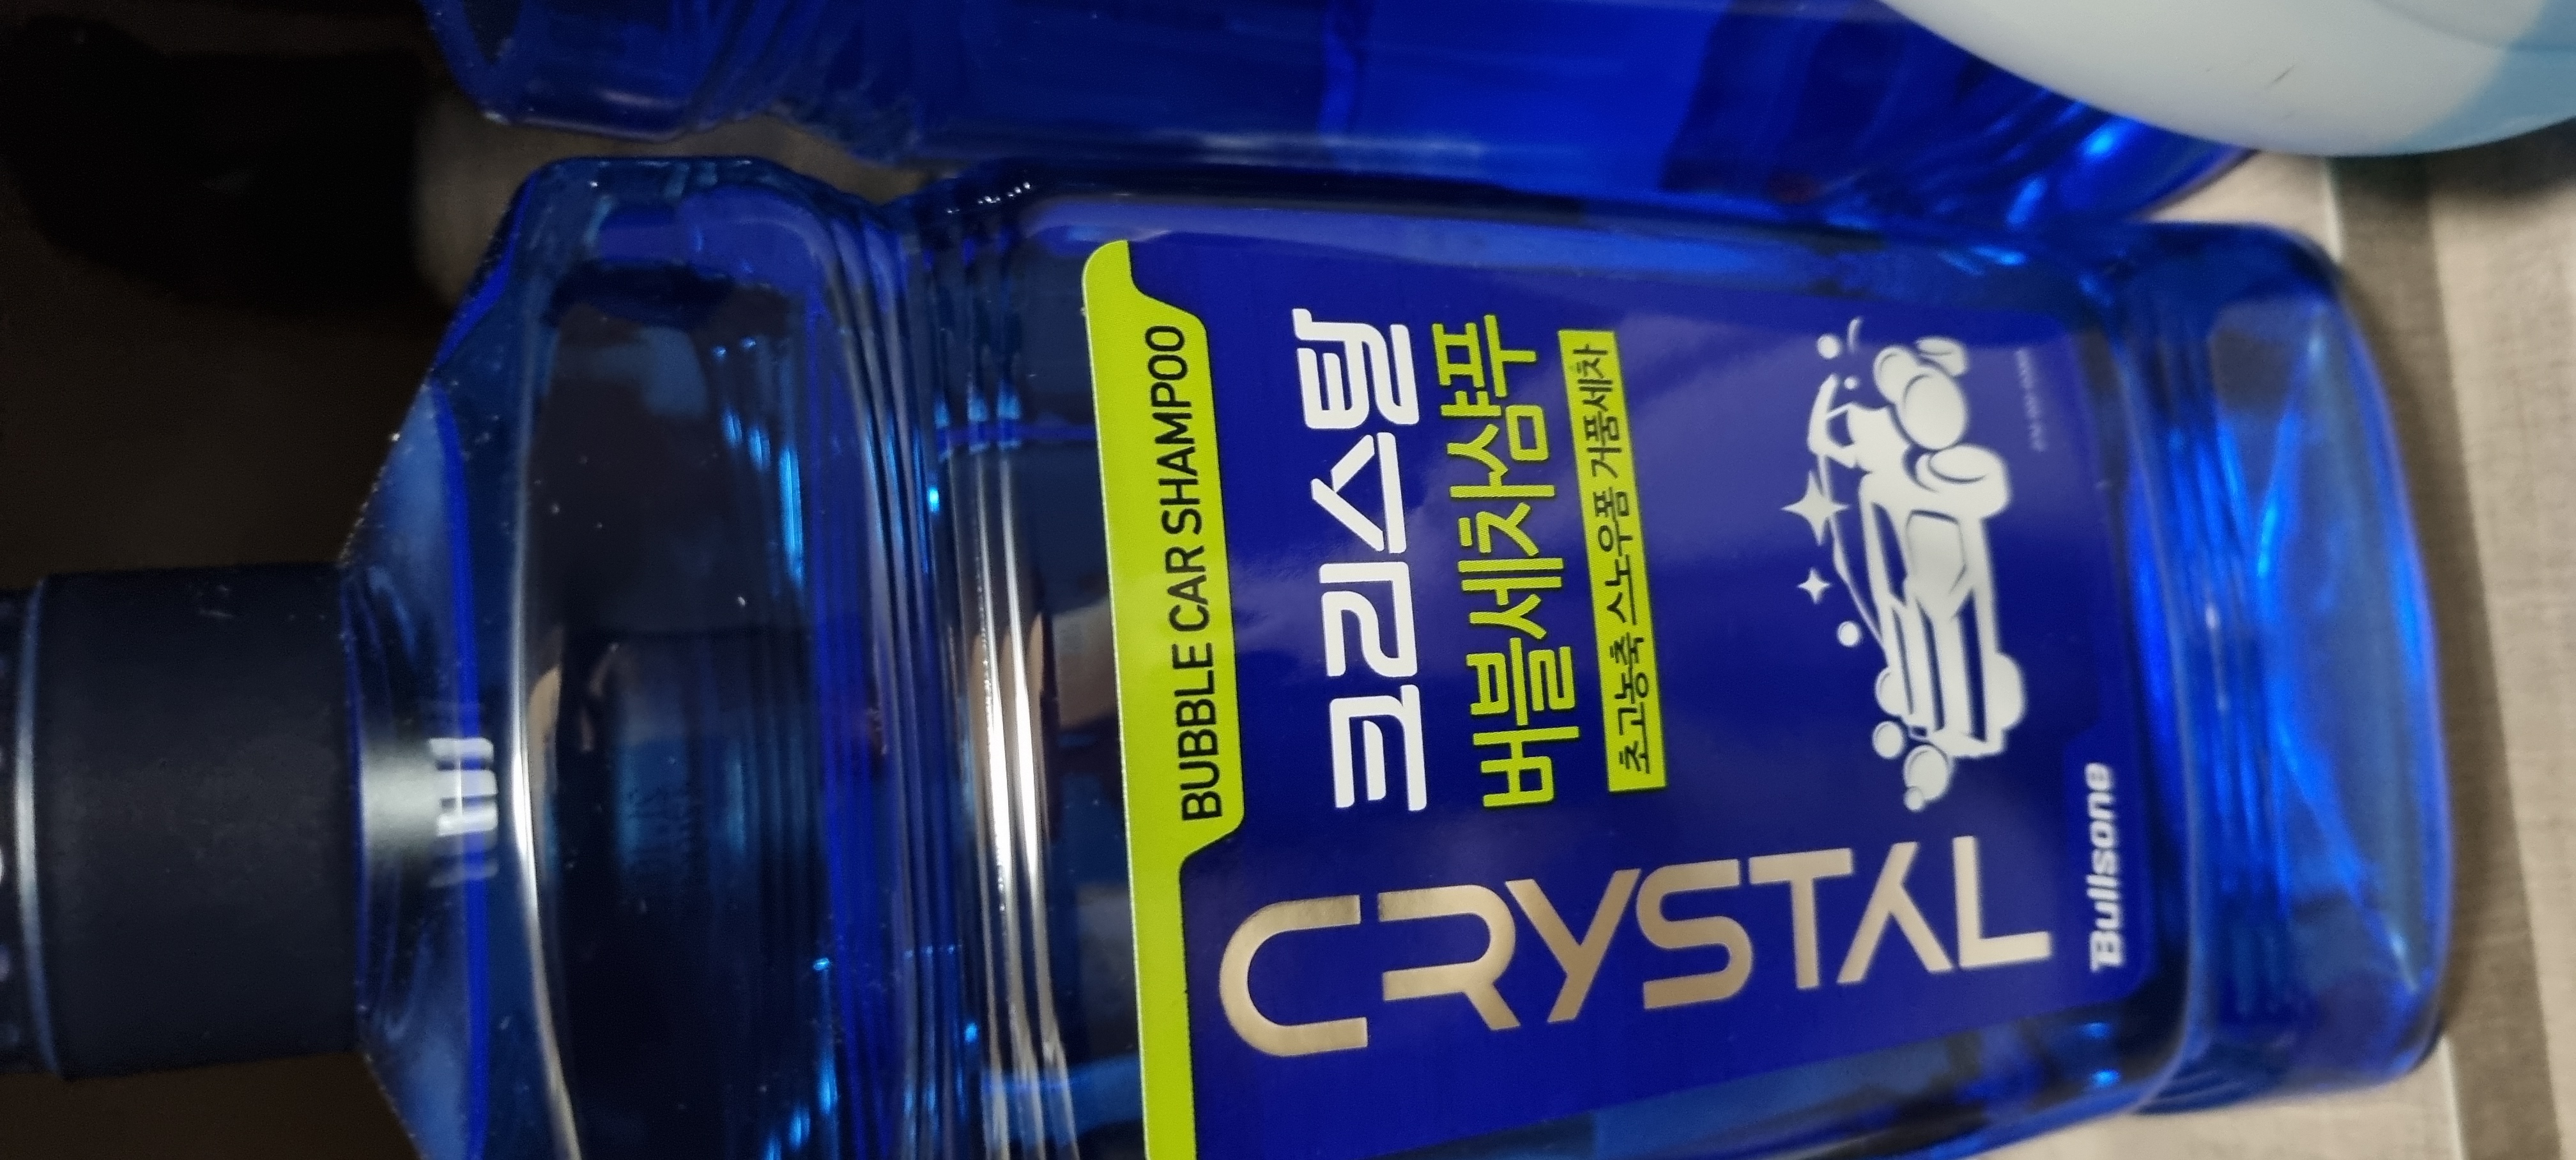 BUBBLE CAR SHAMPOO
크리스탈
버블세차샴푸
초고농축 스노우폼 거품세차
CRYSTAL
Bullsone